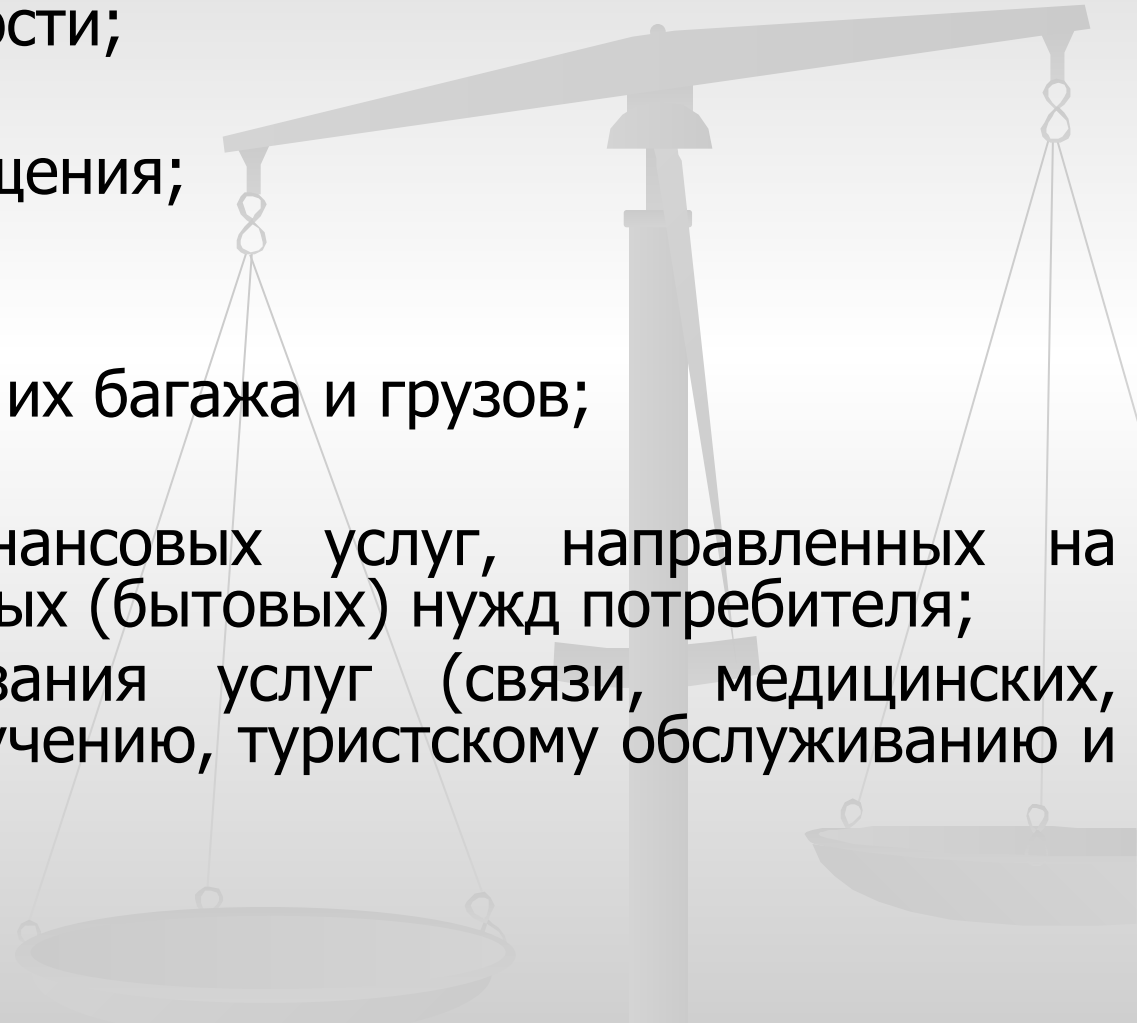 ости;
щения;
их багажа и грузов;
нансовых услуг, направленных на
ых (бытовых) нужд потребителя;
вания услуг (связи, медицинских,
учению, туристскому обслуживанию и